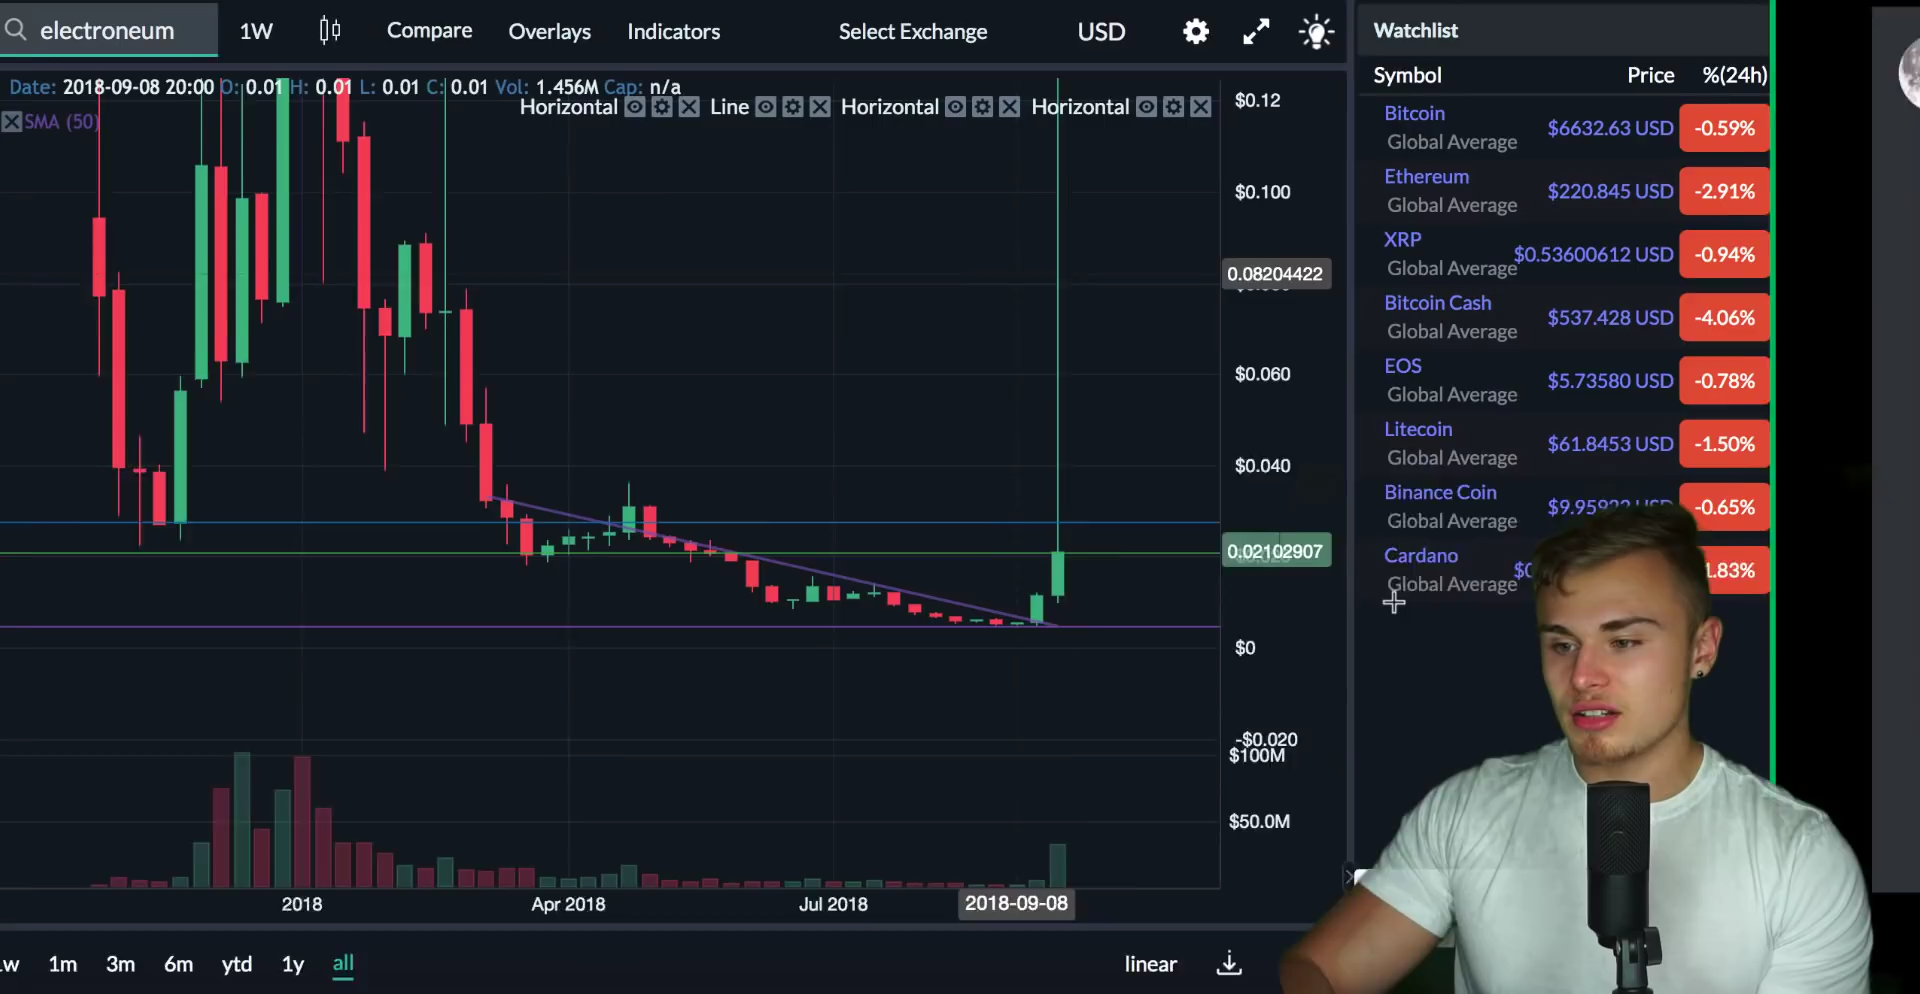 electroneum 1W Compare Overlays Indicators Select Exchange USD
Date: 2018-09-08 20:00 O: 0.01 H: 0.01 L: 0.01 C: 0.01 Vol: 1.456M Cap: n/a
Horizontal Line Horizontal Horizontal
SMA (50)
$0.12
$0.100
0.08204422
$0.060
$0.040
0.02102907
$0
-$0.020
$100M
$50.0M
2018 Apr 2018 Jul 2018 2018-09-08
1m 3m 6m ytd 1y all linear
Watchlist
Symbol Price %(24h)
Bitcoin
Global Average $6632.63 USD -0.59%
Ethereum
Global Average $220.845 USD -2.91%
XRP
Global Average $0.53600612 USD -0.94%
Bitcoin Cash
Global Average $537.428 USD -4.06%
EOS
Global Average $5.73580 USD -0.78%
Litecoin
Global Average $61.8453 USD -1.50%
Binance Coin
Global Average -0.65%
Cardano
Global Average